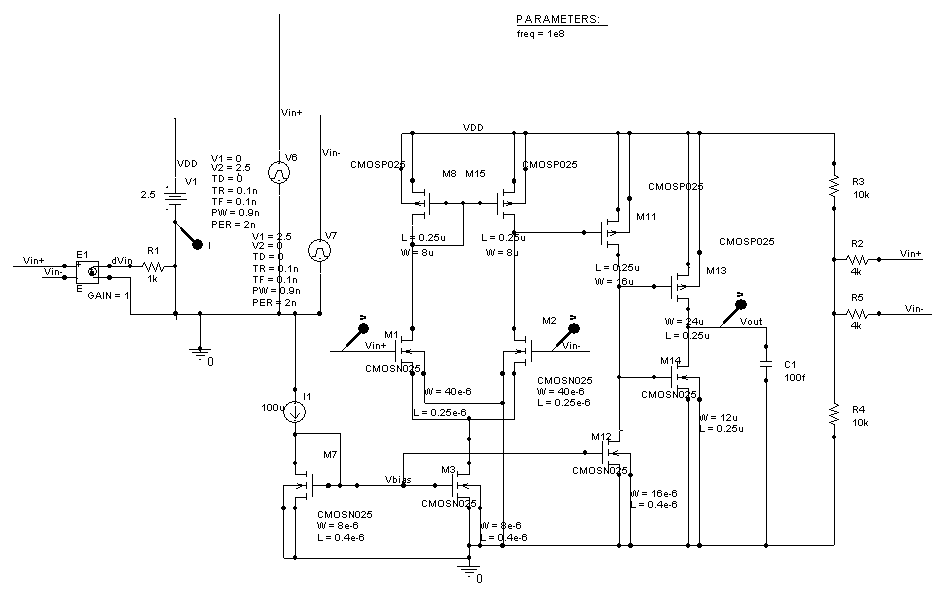 PARAMETERS:
freq = 1e8
Vin+
VDD
Vin-
CMOSP025
CMOSP025
VDD
V1
2.5
V1 = 0
V2 = 2.5
TD = 0
TR = 0.1n
TF = 0.1n
PW = 0.9n
PER = 2n
V6
M8
M15
CMOSP025
R3
10k
I
V1 = 2.5
V2 = 0
TD = 0
TR = 0.1n
TF = 0.1n
PW = 0.9n
PER = 2n
V7
L = 0.25u
W = 8u
L = 0.25u
W = 8u
M11
CMOSP025
R2
4k
Vin+
Vin+
Vin-
E1
E
GAIN = 1
dVin
R1
1k
L = 0.25u
W = 16u
M13
R5
4k
Vin-
0
V
Vin+
M1
CMOSN025
M2
V
Vin-
V
Vout
W = 24u
L = 0.25u
M14
CMOSN025
C1
100f
W = 40e-6
L = 0.25e-6
CMOSN025
W = 40e-6
L = 0.25e-6
I1
100u
R4
10k
W = 12u
L = 0.25u
M7
Vbias
M3
CMOSN025
M12
CMOSN025
W = 16e-6
L = 0.4e-6
CMOSN025
W = 8e-6
L = 0.4e-6
W = 8e-6
L = 0.4e-6
0